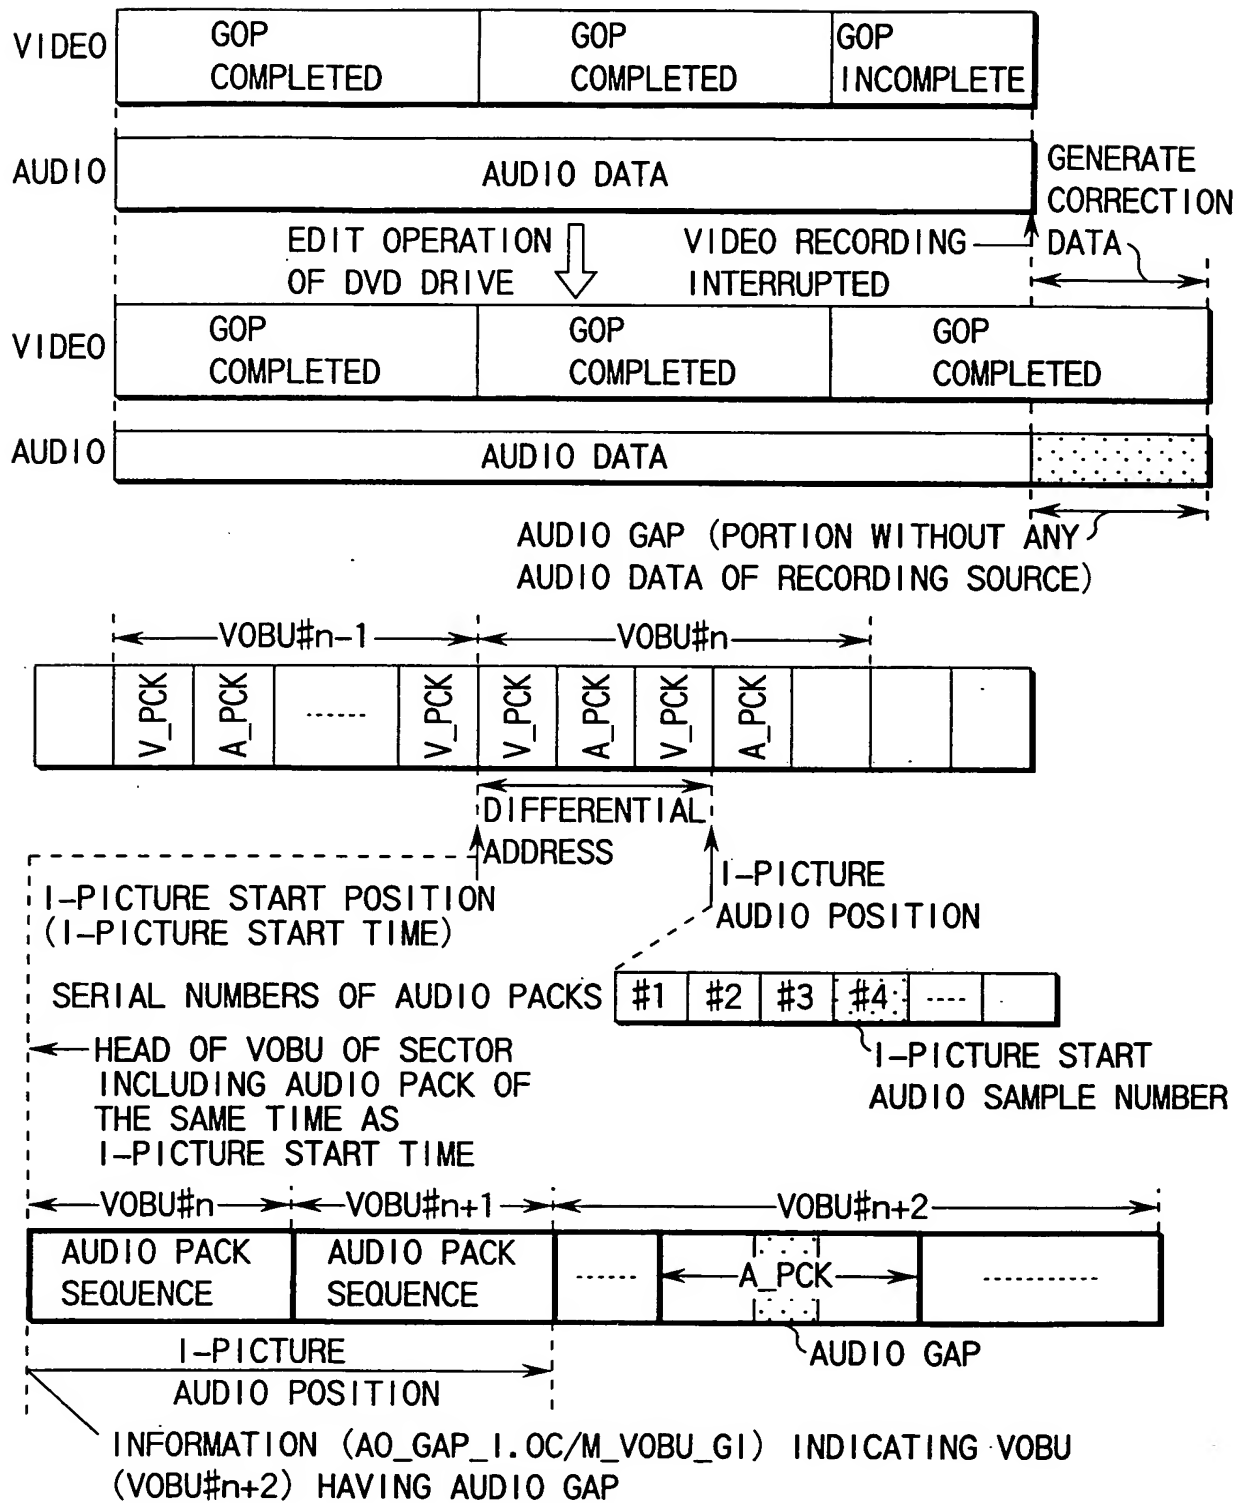 VIDEO
GOP
COMPLETED
GOP
COMPLETED
GOP
INCOMPLETE
AUDIO
AUDIO DATA
GENERATE
CORRECTION
DATA
EDIT OPERATION
OF DVD DRIVE
VIDEO RECORDING
INTERRUPTED
VIDEO
GOP
COMPLETED
GOP
COMPLETED
GOP
COMPLETED
AUDIO
AUDIO DATA
AUDIO GAP (PORTION WITHOUT ANY
AUDIO DATA OF RECORDING SOURCE)
VOBU#n-1
VOBU#n
V_PCK
A_PCK
V_PCK
V_PCK
A_PCK
V_PCK
A_PCK
DIFFERENTIAL
ADDRESS
I-PICTURE START POSITION
(I-PICTURE START TIME)
I-PICTURE
AUDIO POSITION
SERIAL NUMBERS OF AUDIO PACKS
#1 #2 #3 #4
I-PICTURE START
AUDIO SAMPLE NUMBER
HEAD OF VOBU OF SECTOR
INCLUDING AUDIO PACK OF
THE SAME TIME AS
I-PICTURE START TIME
VOBU#n
VOBU#n+1
VOBU#n+2
AUDIO PACK
SEQUENCE
AUDIO PACK
SEQUENCE
A_PCK
AUDIO GAP
I-PICTURE
AUDIO POSITION
INFORMATION (AO_GAP_I.OC/M_VOBU_GI) INDICATING VOBU
(VOBU#n+2) HAVING AUDIO GAP